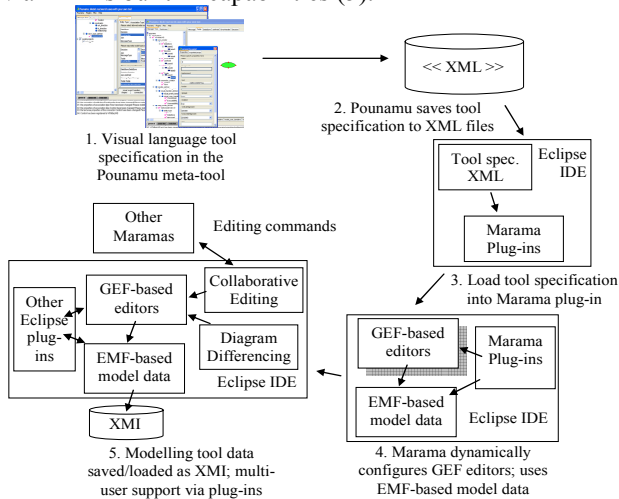 << XML >>
2. Pounamu saves tool
specification to XML files
1. Visual language tool
specification in the
Pounamu meta-tool
Tool spec.
XML
Eclipse
IDE
Marama
Plug-ins
3. Load tool specification
into Marama plug-in
Other
Maramas
Editing commands
GEF-based
editors
Collaborative
Editing
Other
Eclipse
plug-
ins
Diagram
Differencing
EMF-based
model data
Eclipse IDE
XMI
5. Modelling tool data
saved/loaded as XMI; multi-
user support via plug-ins
GEF-based
editors
Marama
Plug-ins
EMF-based
model data
Eclipse IDE
4. Marama dynamically
configures GEF editors; uses
EMF-based model data